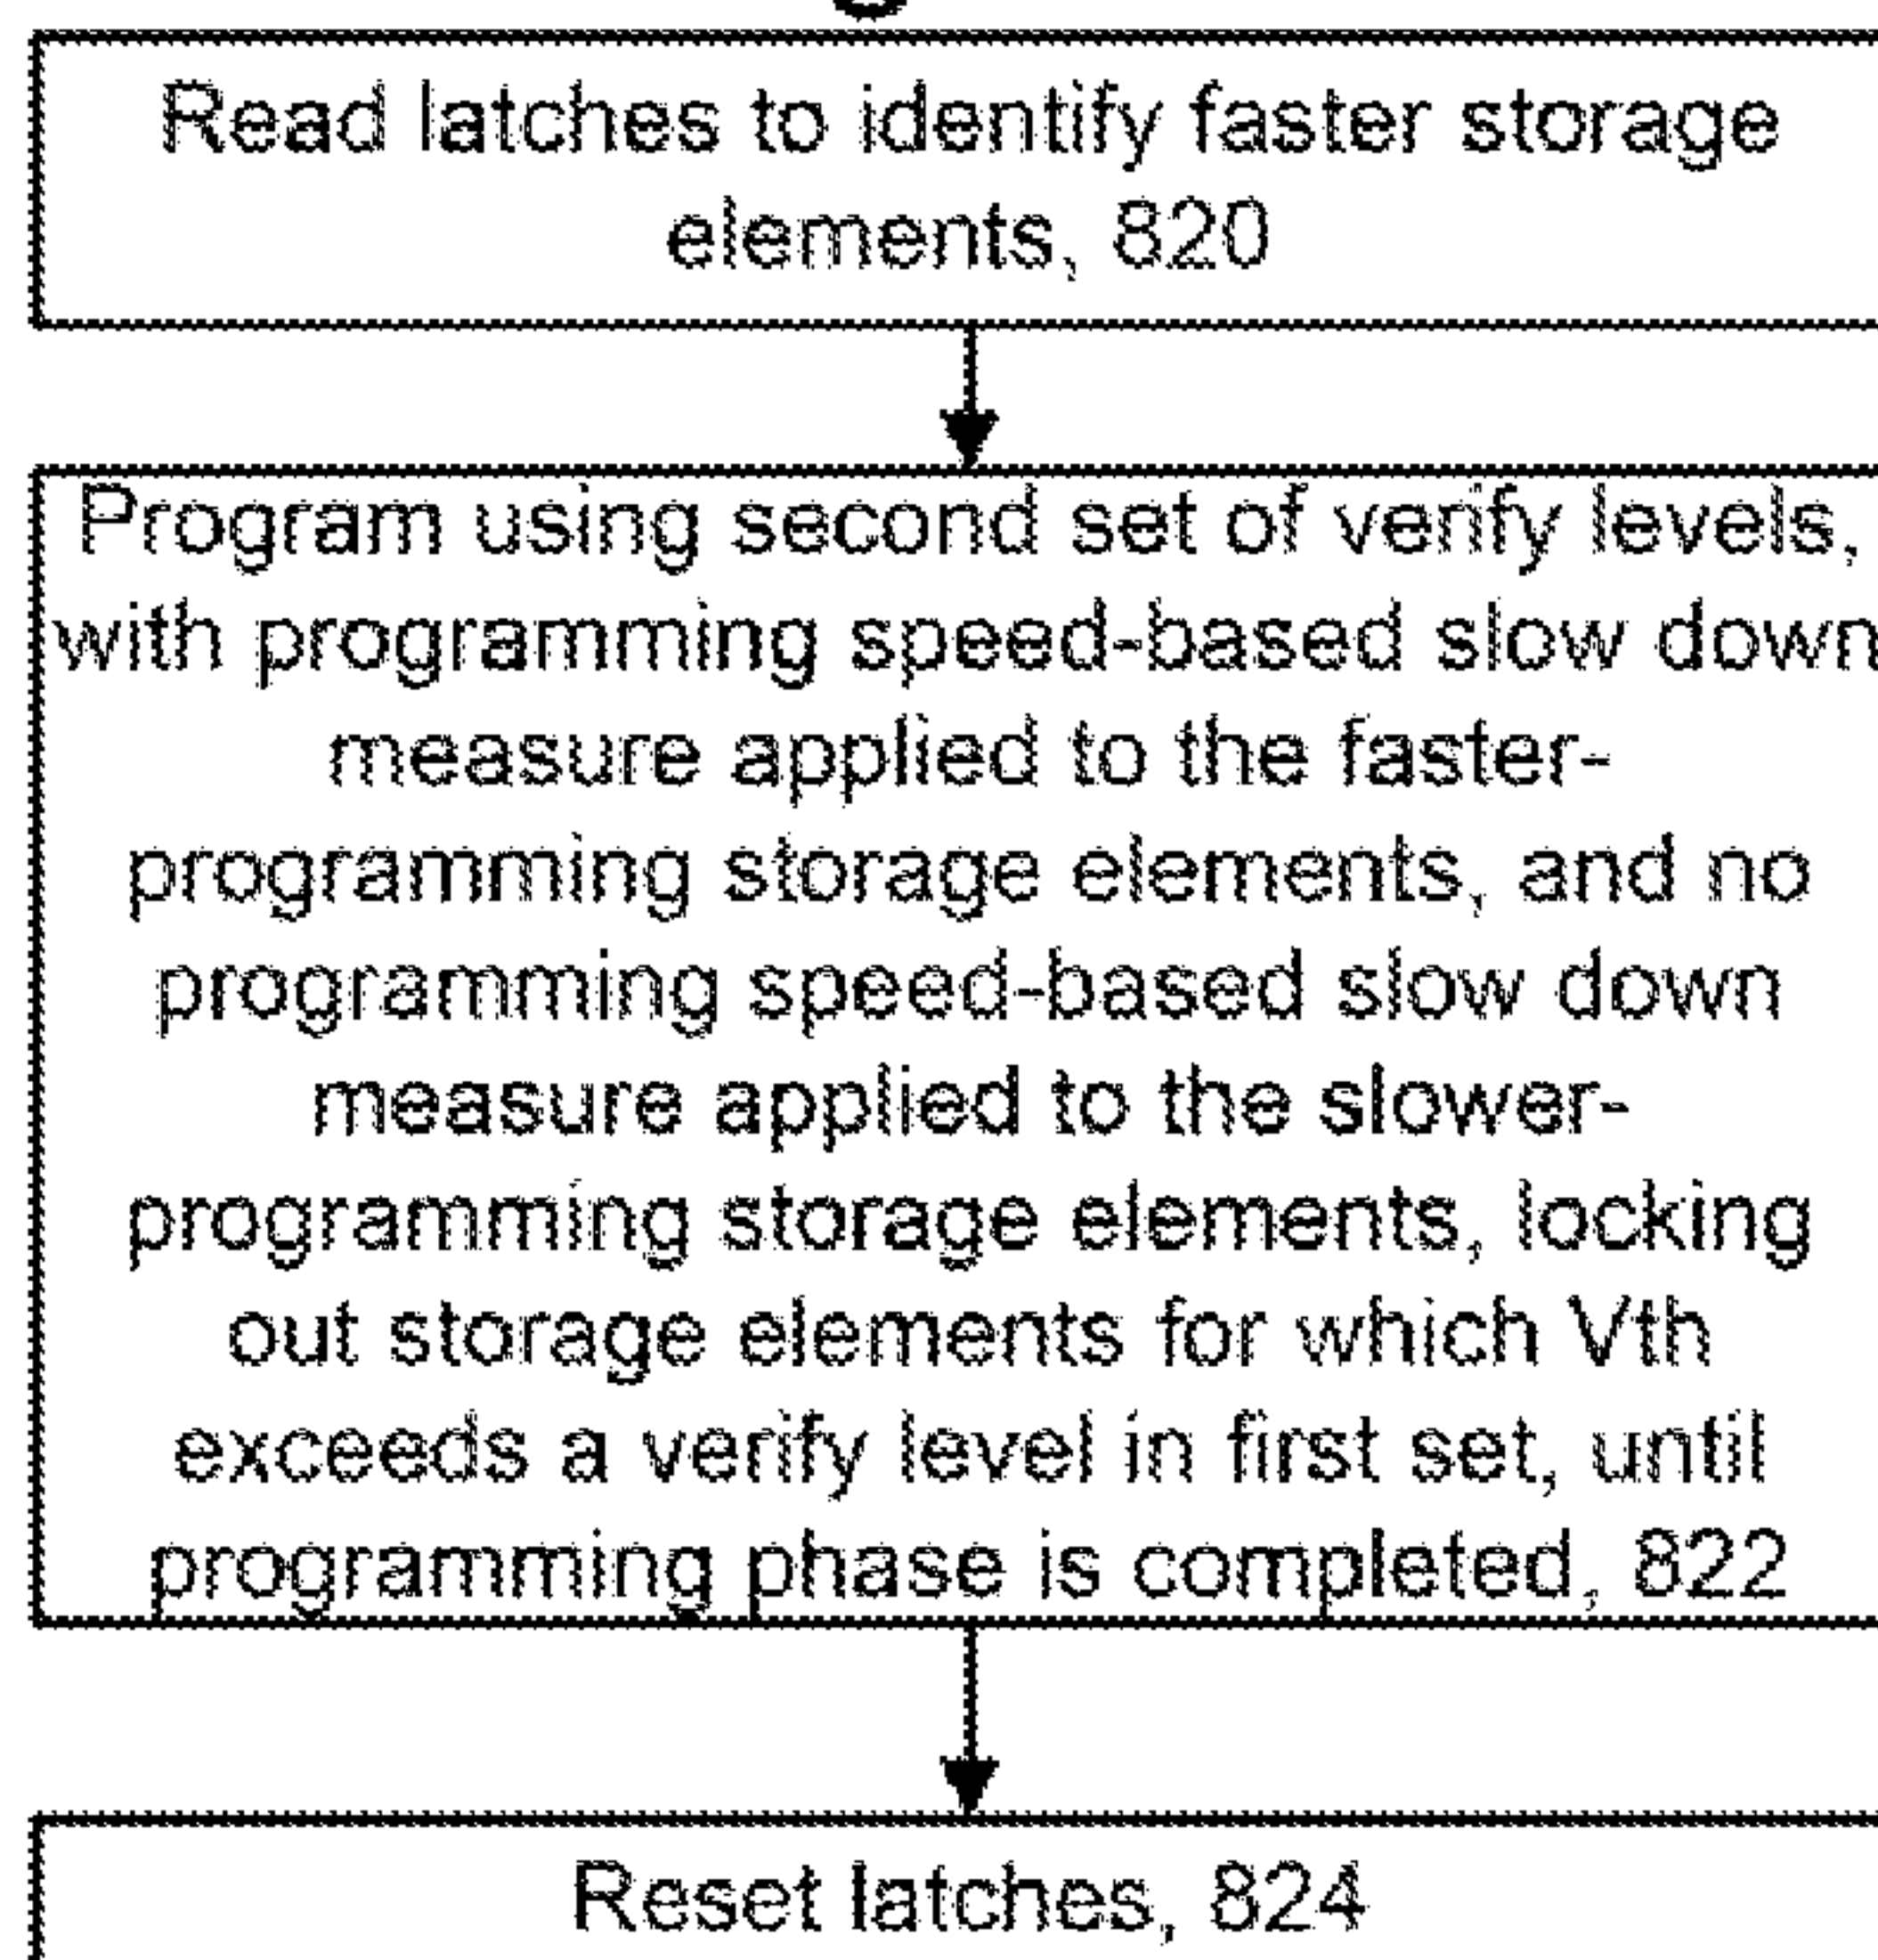 Read latches to identify faster storage
elements, 820
Program using second set of verify levels,
with programming speed-based slow down
measure applied to the faster-
programming storage elements, and no
programming speed-based slow down
measure applied to the slower-
programming storage elements, locking
out storage elements for which Vth
exceeds a verify level in first set, until
programming phase is completed, 822
Reset latches, 824